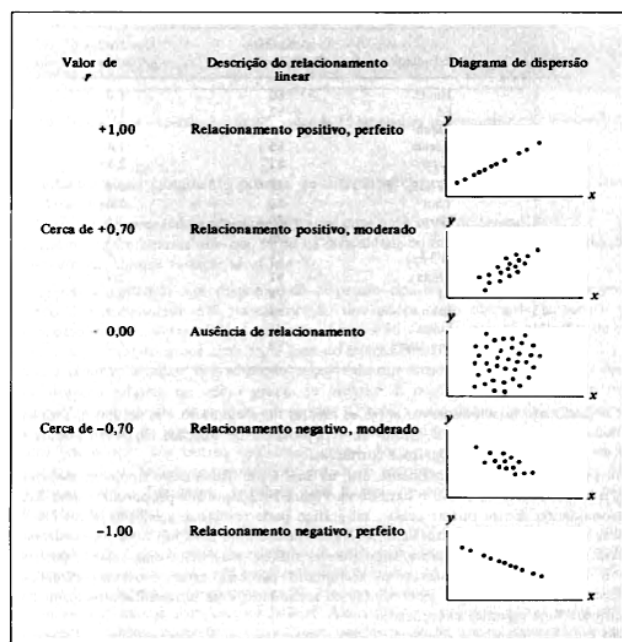 Valor de
r
Descrição do relacionamento
linear
Diagrama de dispersão
+1,00
Relacionamento positivo, perfeito
y
x
Cerca de +0,70
Relacionamento positivo, moderado
y
x
0,00
Ausência de relacionamento
y
x
Cerca de −0,70
Relacionamento negativo, moderado
y
x
−1,00
Relacionamento negativo, perfeito
y
x